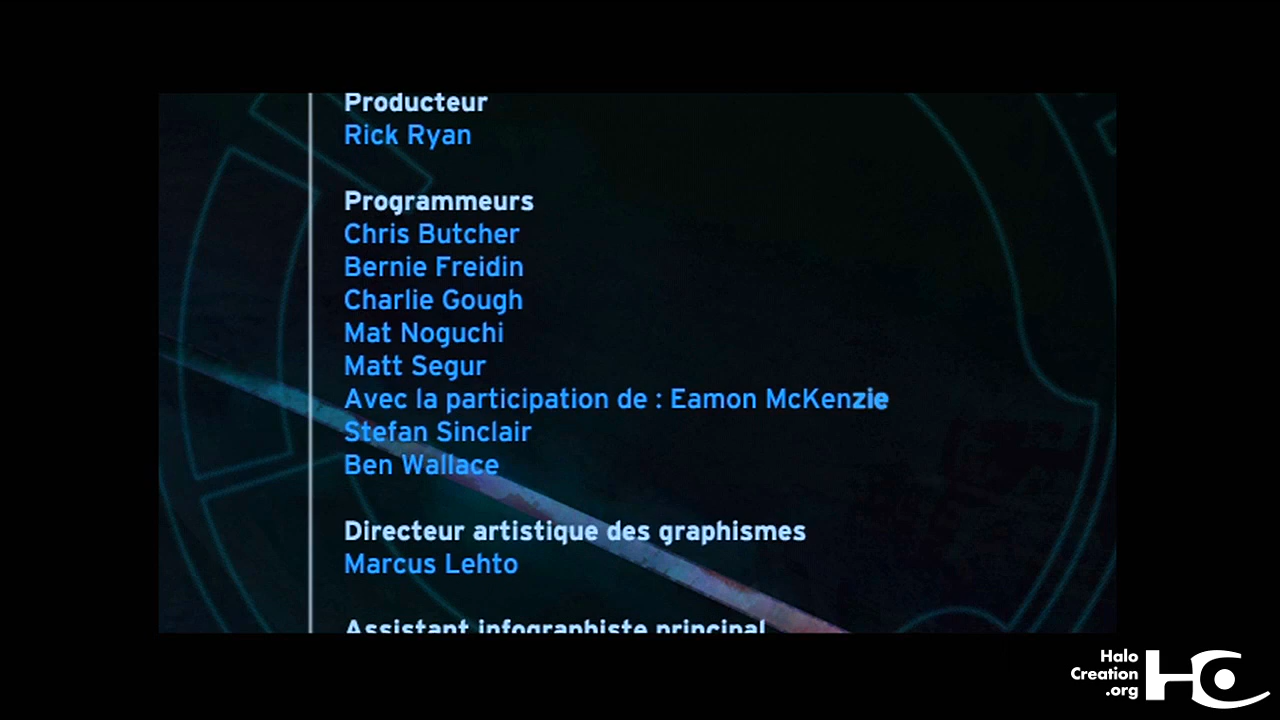 Producteur
Rick Ryan
Programmeurs
Chris Butcher
Bernie Freidin
Charlie Gough
Mat Noguchi
Matt Segur
Avec la participation de : Eamon McKenzie
Stefan Sinclair
Ben Wallace
Directeur artistique des graphismes
Marcus Lehto
Assistant infographiste principal
Halo
Creation
.org
HC